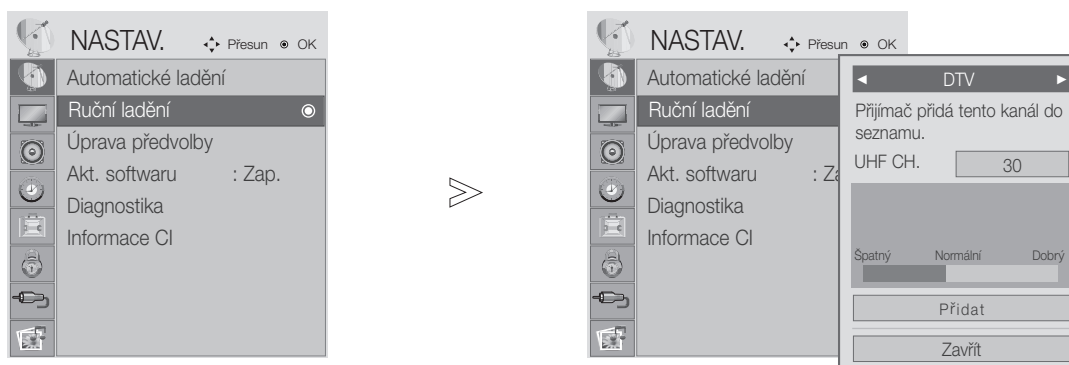 NASTAV. Přesun OK
Automatické ladění
Ruční ladění
Úprava předvolby
Akt. softwaru : Zap.
Diagnostika
Informace CI
NASTAV. Přesun OK
Automatické ladění
Ruční ladění
Úprava předvolby
Akt. softwaru : Za
Diagnostika
Informace CI
DTV
Přijímač přidá tento kanál do
seznamu.
UHF CH. 30
Špatný Normální Dobrý
Přidat
Zavřít